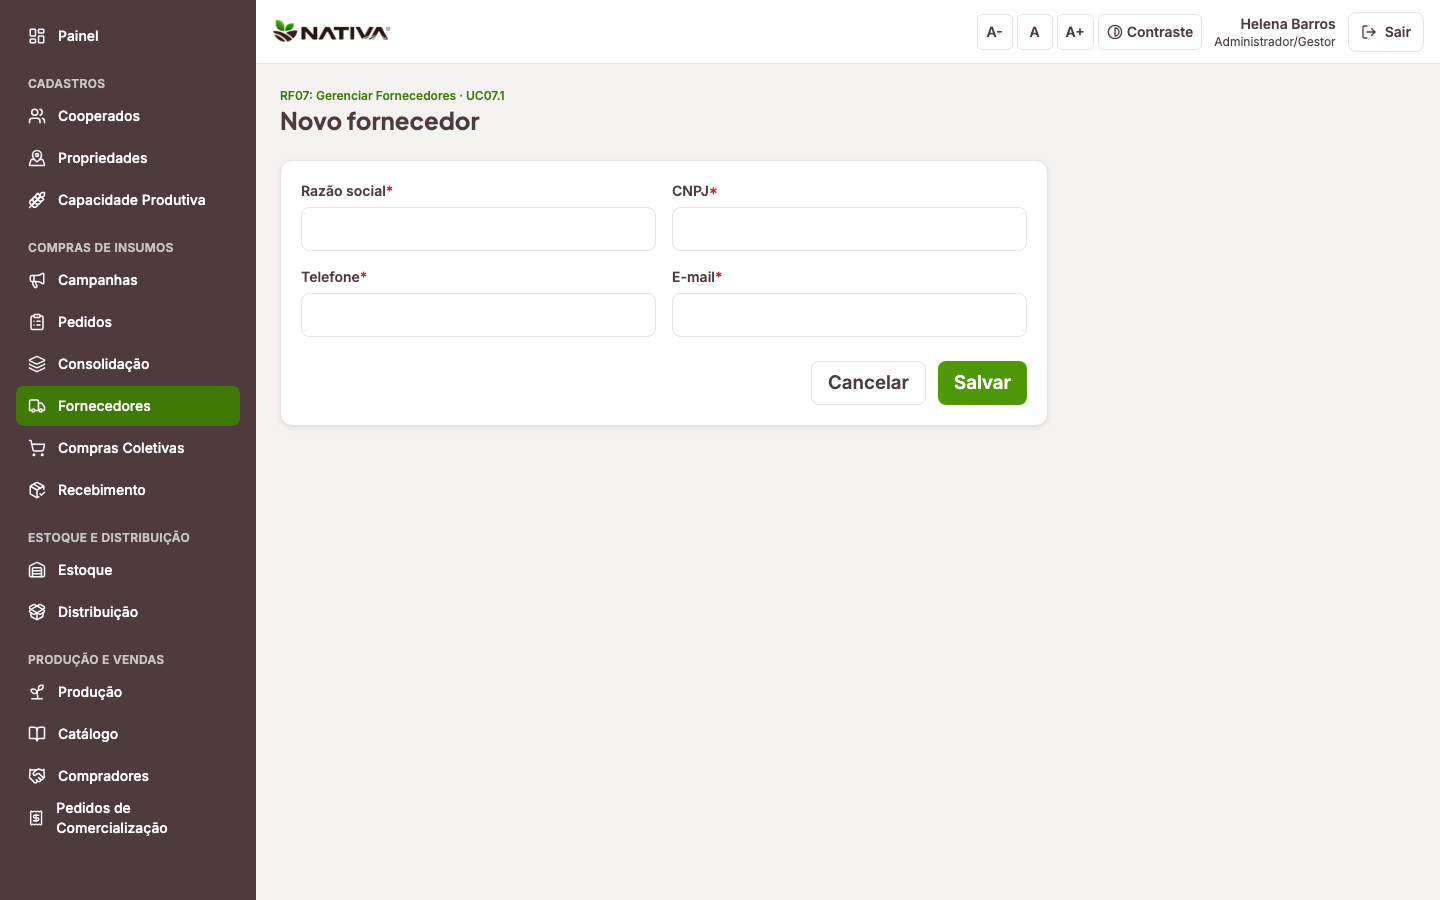 Painel
CADASTROS
Cooperados
Propriedades
Capacidade Produtiva
COMPRAS DE INSUMOS
Campanhas
Pedidos
Consolidação
Fornecedores
Compras Coletivas
Recebimento
ESTOQUE E DISTRIBUIÇÃO
Estoque
Distribuição
PRODUÇÃO E VENDAS
Produção
Catálogo
Compradores
Pedidos de
Comercialização
NATIVA
A- A A+ Contraste
Helena Barros
Administrador/Gestor
Sair
RF07: Gerenciar Fornecedores · UC07.1
Novo fornecedor
Razão social* CNPJ*
Telefone* E-mail*
Cancelar Salvar